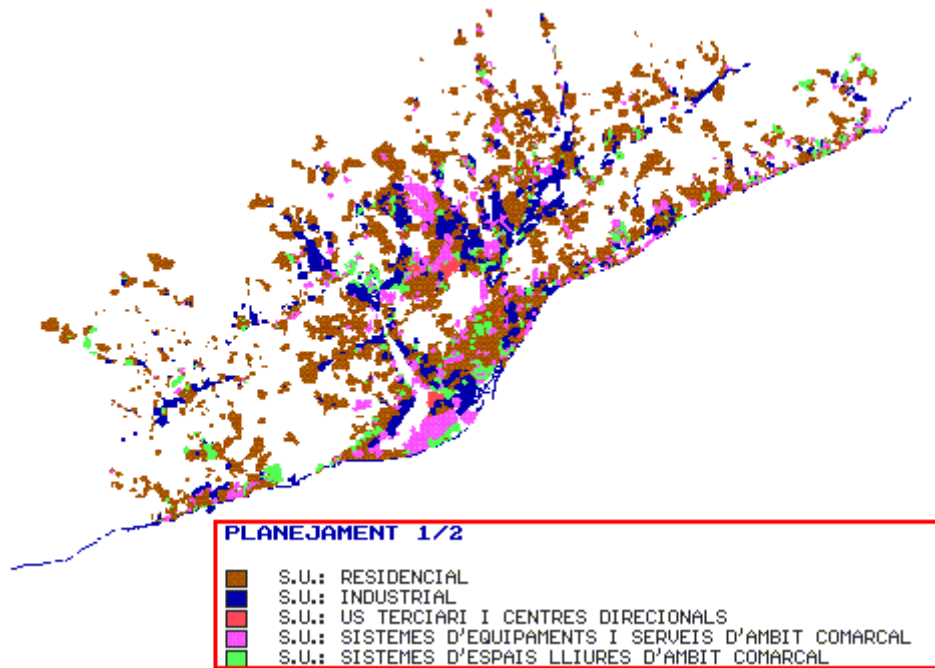 PLANEJAMENT 1/2
S.U.: RESIDENCIAL
S.U.: INDUSTRIAL
S.U.: US TERCIARI I CENTRES DIRECIONALS
S.U.: SISTEMES D'EQUIPAMENTS I SERVEIS D'AMBIT COMARCAL
S.U.: SISTEMES D'ESPAIS LLIURES D'AMBIT COMARCAL